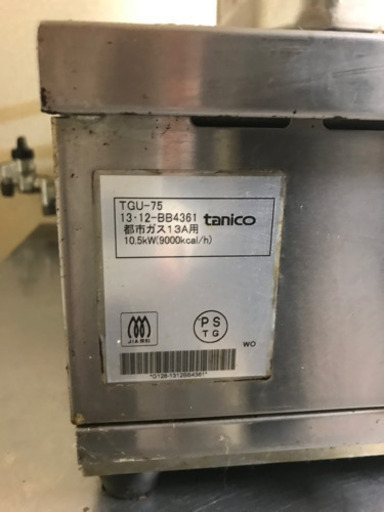 TGU-75
13·12-BB4361 tanico
都市ガス13A用
10.5kW(9000kcal/h)
PS
TG
WO